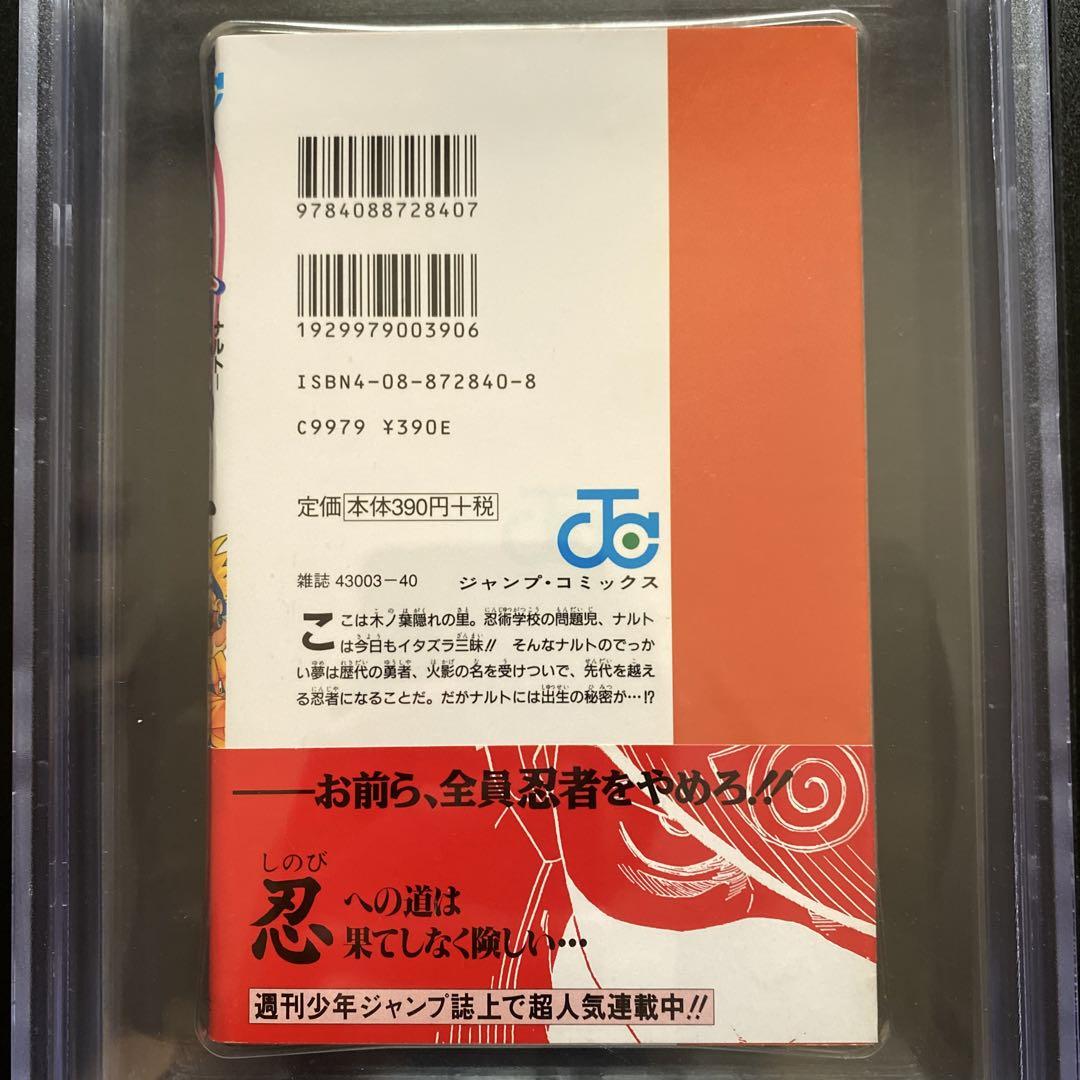 9784088728407
1929979003906
ISBN4-08-872840-8
C9979 ¥390E
定価 本体390円+税
JC
雑誌 43003-40
ジャンプ・コミックス
ここは木ノ葉隠れの里。忍術学校の問題児、ナルト
は今日もイタズラ三昧!! そんなナルトのでっか
い夢は歴代の勇者、火影の名を受けついで、先代を越え
る忍者になることだ。だがナルトには出生の秘密が…!?
ナルト
——お前ら、全員忍者をやめろ!!
しのび
忍への道は
果てしなく険しい…
週刊少年ジャンプ誌上で超人気連載中!!